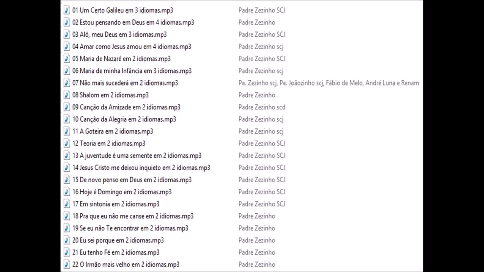 01 Um Certo Galileu em 3 idiomas.mp3 Padre Zezinho SCJ
02 Estou pensando em Deus em 4 idiomas.mp3 Padre Zezinho
03 Alô, meu Deus em 3 idiomas.mp3 Padre Zezinho SCJ
04 Amar como Jesus amou em 4 idiomas.mp3 Padre Zezinho scj
05 Maria de Nazaré em 2 idiomas.mp3 Padre Zezinho SCJ
06 Maria de minha Infância em 3 idiomas.mp3 Padre Zezinho scj
07 Não mais sucederá em 2 idiomas.mp3 Pe. Zezinho scj, Pe. Joãozinho scj, Fábio de Melo, André Luna e Renam
08 Shalom em 2 idiomas.mp3 Padre Zezinho
09 Canção da Amizade em 2 idiomas.mp3 Padre Zezinho scd
10 Canção da Alegria em 2 idiomas.mp3 Padre Zezinho scj
11 A Goteira em 2 idiomas.mp3 Padre Zezinho scj
12 Teoria em 2 idiomas.mp3 Padre Zezinho SCJ
13 A juventude é uma semente em 2 idiomas.mp3 Padre Zezinho SCJ
14 Jesus Cristo me deixou inquieto em 2 idiomas.mp3 Padre Zezinho SCJ
15 De novo penso em Deus em 2 idiomas.mp3 Padre Zezinho SCJ
16 Hoje é Domingo em 2 idiomas.mp3 Padre Zezinho SCJ
17 Em sintonia em 2 idiomas.mp3 Padre Zezinho SCJ
18 Pra que eu não me canse em 2 idiomas.mp3 Padre Zezinho
19 Se eu não Te encontrar em 2 idiomas.mp3 Padre Zezinho
20 Eu sei porque em 2 idiomas.mp3 Padre Zezinho
21 Eu tenho Fé em 2 idiomas.mp3 Padre Zezinho
22 O Irmão mais velho em 2 idiomas.mp3 Padre Zezinho